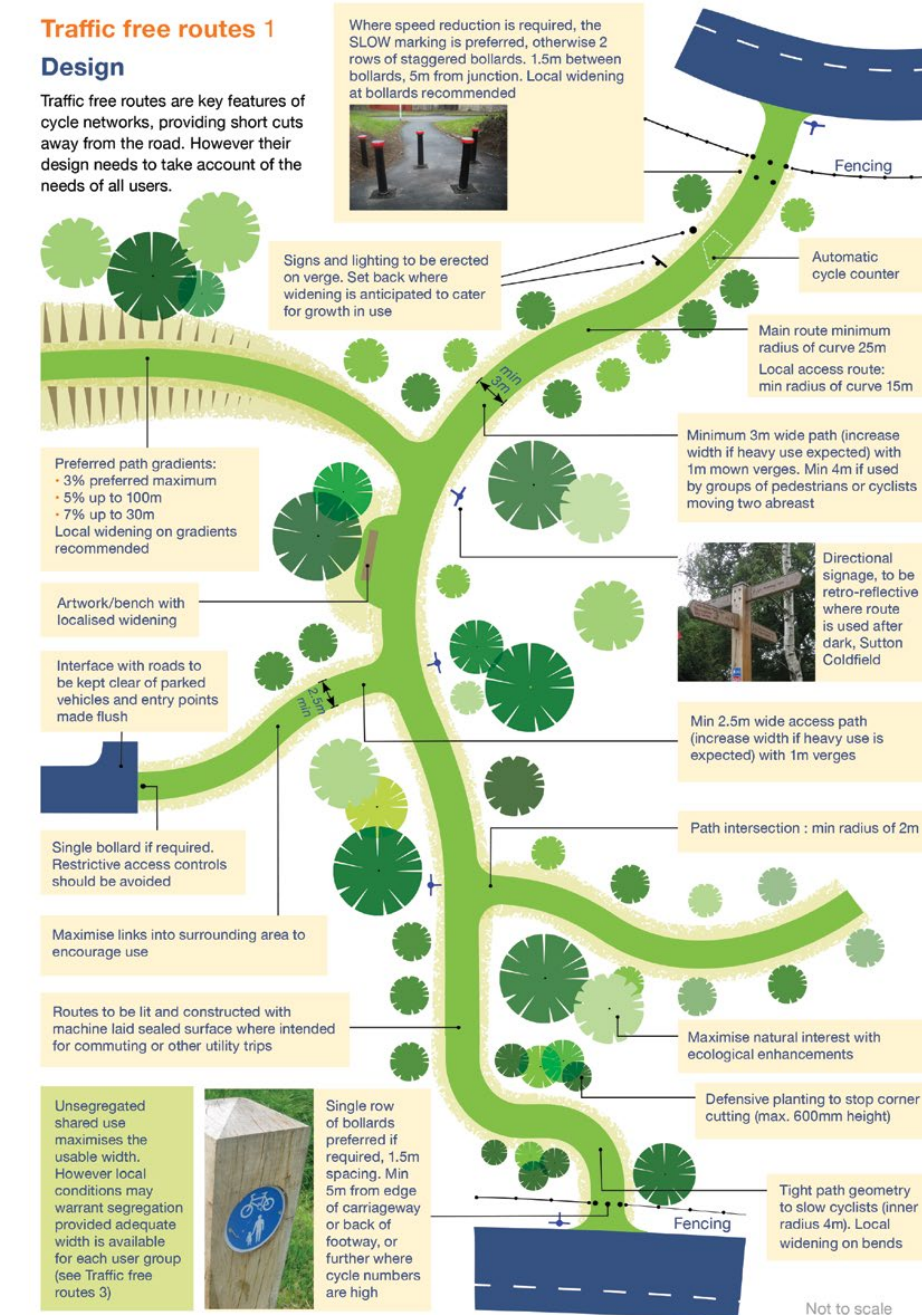 Traffic free routes 1
Design
Traffic free routes are key features of
cycle networks, providing short cuts
away from the road. However their
design needs to take account of the
needs of all users.
Where speed reduction is required, the
SLOW marking is preferred, otherwise 2
rows of staggered bollards. 1.5m between
bollards, 5m from junction. Local widening
at bollards recommended
Fencing
Signs and lighting to be erected
on verge. Set back where
widening is anticipated to cater
for growth in use
Automatic
cycle counter
Main route minimum
radius of curve 25m
Local access route:
min radius of curve 15m
min
3m
Minimum 3m wide path (increase
width if heavy use expected) with
1m mown verges. Min 4m if used
by groups of pedestrians or cyclists
moving two abreast
Preferred path gradients:
• 3% preferred maximum
• 5% up to 100m
• 7% up to 30m
Local widening on gradients
recommended
Directional
signage, to be
retro-reflective
where route
is used after
dark, Sutton
Coldfield
Artwork/bench with
localised widening
Interface with roads to
be kept clear of parked
vehicles and entry points
made flush
2.5m
min
Min 2.5m wide access path
(increase width if heavy use is
expected) with 1m verges
Path intersection : min radius of 2m
Single bollard if required.
Restrictive access controls
should be avoided
Maximise links into surrounding area to
encourage use
Routes to be lit and constructed with
machine laid sealed surface where intended
for commuting or other utility trips
Maximise natural interest with
ecological enhancements
Defensive planting to stop corner
cutting (max. 600mm height)
Unsegregated
shared use
maximises the
usable width.
However local
conditions may
warrant segregation
provided adequate
width is available
for each user group
(see Traffic free
routes 3)
Single row
of bollards
preferred if
required, 1.5m
spacing. Min
5m from edge
of carriageway
or back of
footway, or
further where
cycle numbers
are high
Tight path geometry
to slow cyclists (inner
radius 4m). Local
widening on bends
Fencing
Not to scale